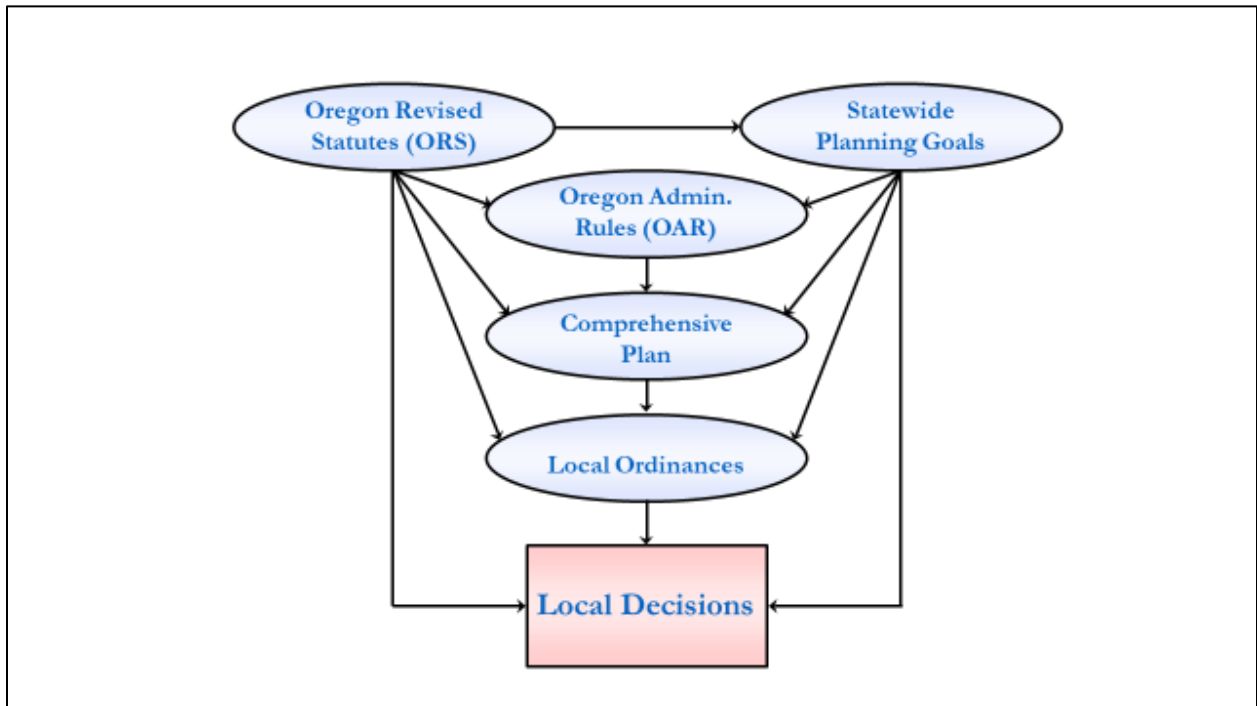 Oregon Revised
Statutes (ORS)
Statewide
Planning Goals
Oregon Admin.
Rules (OAR)
Comprehensive
Plan
Local Ordinances
Local Decisions